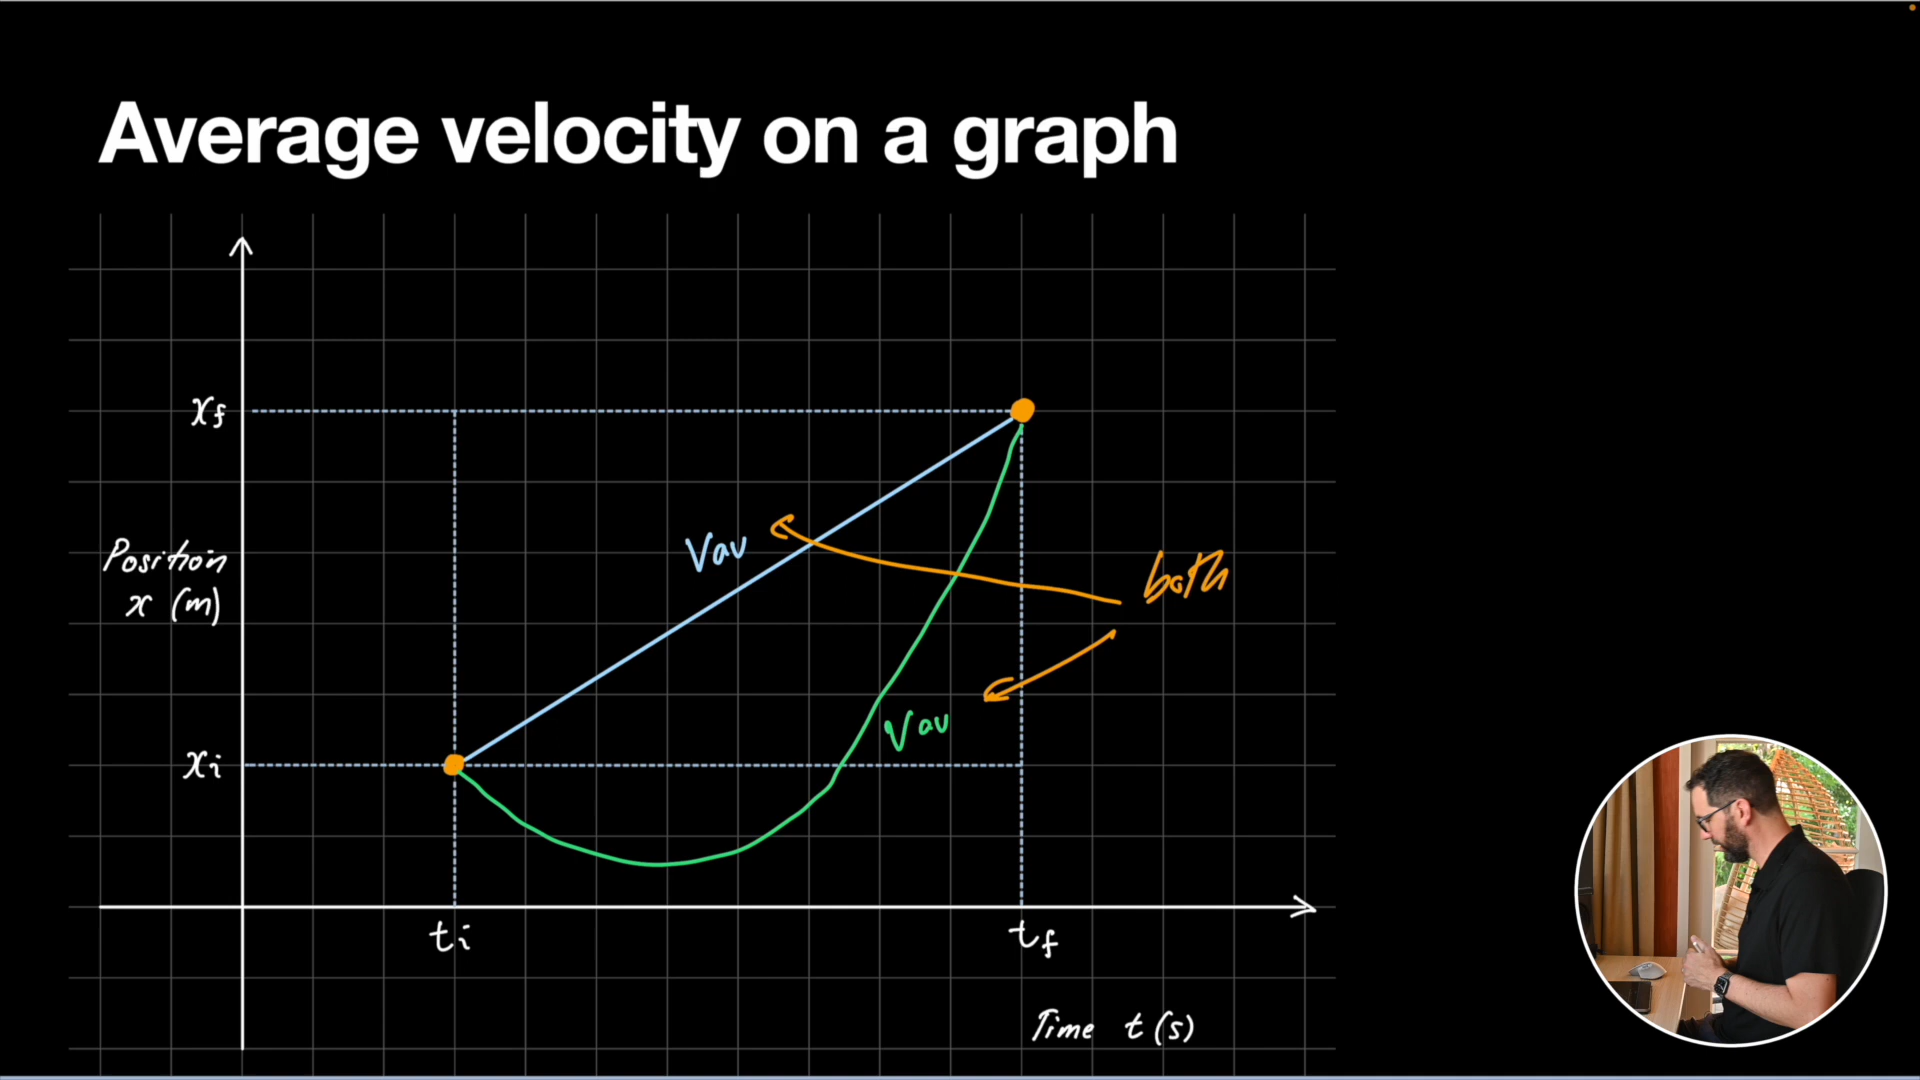 Average velocity on a graph
xf
Position
x (m)
Vav
both
Vav
xi
ti
tf
Time t(s)